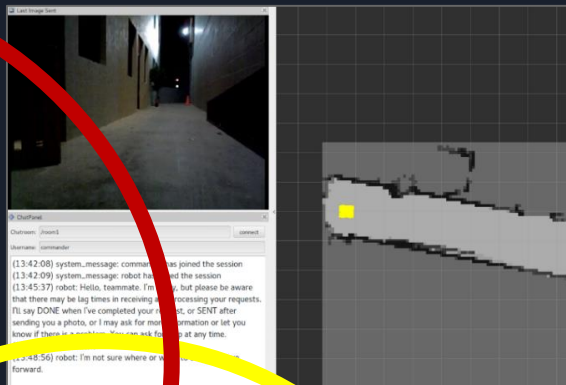 Last Image Sent
ChatPanel
Chatroom: /room1 connect
Username: commander
(13:42:08) system_message: comman as joined the session
(13:42:09) system_message: robot ha ed the session
(13:45:37) robot: Hello, teammate. I'm but please be aware
that there may be lag times in receiving a processing your requests.
I'll say DONE when I've completed your r st, or SENT after
sending you a photo, or I may ask for mor formation or let you
know if there is a problem. You can ask fo p at any time.
(13:48:56) robot: I'm not sure where or w
forward.